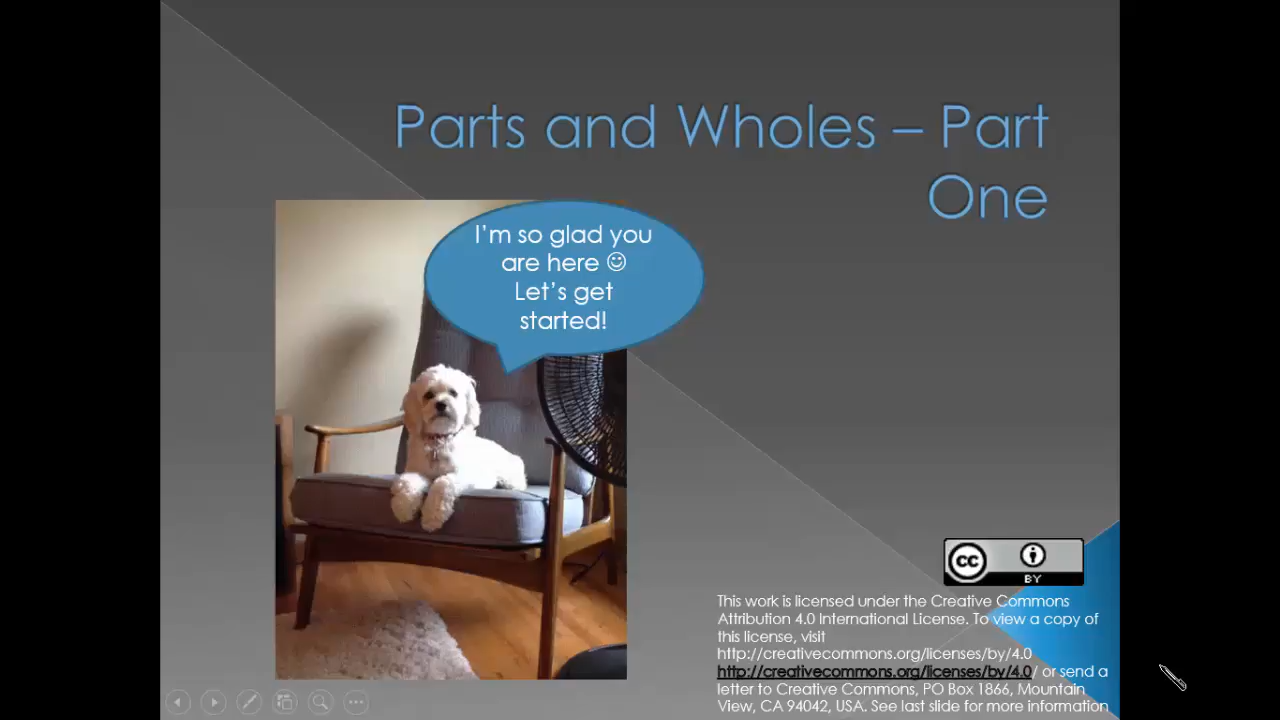 Parts and Wholes – Part
One
I'm so glad you
are here ☺
Let's get
started!
cc
BY
This work is licensed under the Creative Commons
Attribution 4.0 International License. To view a copy of
this license, visit
http://creativecommons.org/licenses/by/4.0
http://creativecommons.org/licenses/by/4.0/ or send a
letter to Creative Commons, PO Box 1866, Mountain
View, CA 94042, USA. See last slide for more information